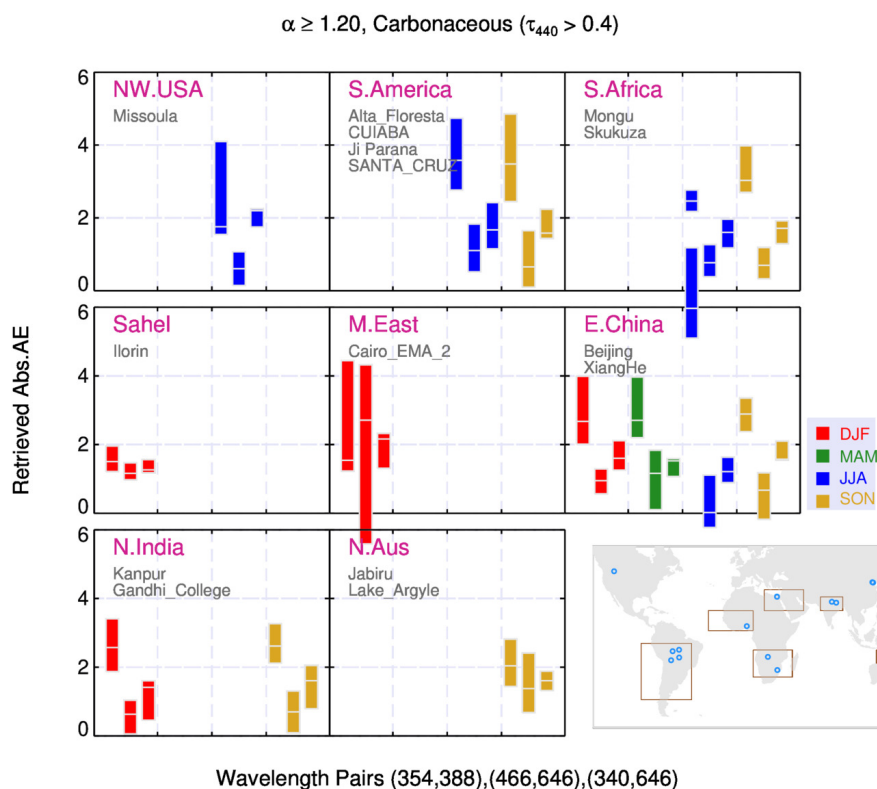 α ≥ 1.20, Carbonaceous (τ440 > 0.4)
NW.USA
Missoula
S.America
Alta_Floresta
CUIABA
Ji Parana
SANTA_CRUZ
S.Africa
Mongu
Skukuza
6
4
2
0
Sahel
Ilorin
M.East
Cairo_EMA_2
E.China
Beijing
XiangHe
6
4
2
0
N.India
Kanpur
Gandhi_College
N.Aus
Jabiru
Lake_Argyle
6
4
2
0
Retrieved Abs.AE
DJF
MAM
JJA
SON
Wavelength Pairs (354,388),(466,646),(340,646)